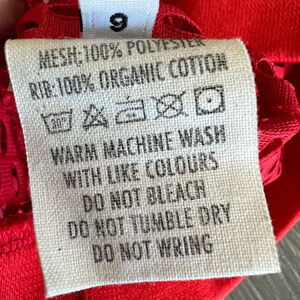 9
MESH:100% POLYESTER
RIB:100% ORGANIC COTTON
WARM MACHINE WASH
WITH LIKE COLOURS
DO NOT BLEACH
DO NOT TUMBLE DRY
DO NOT WRING